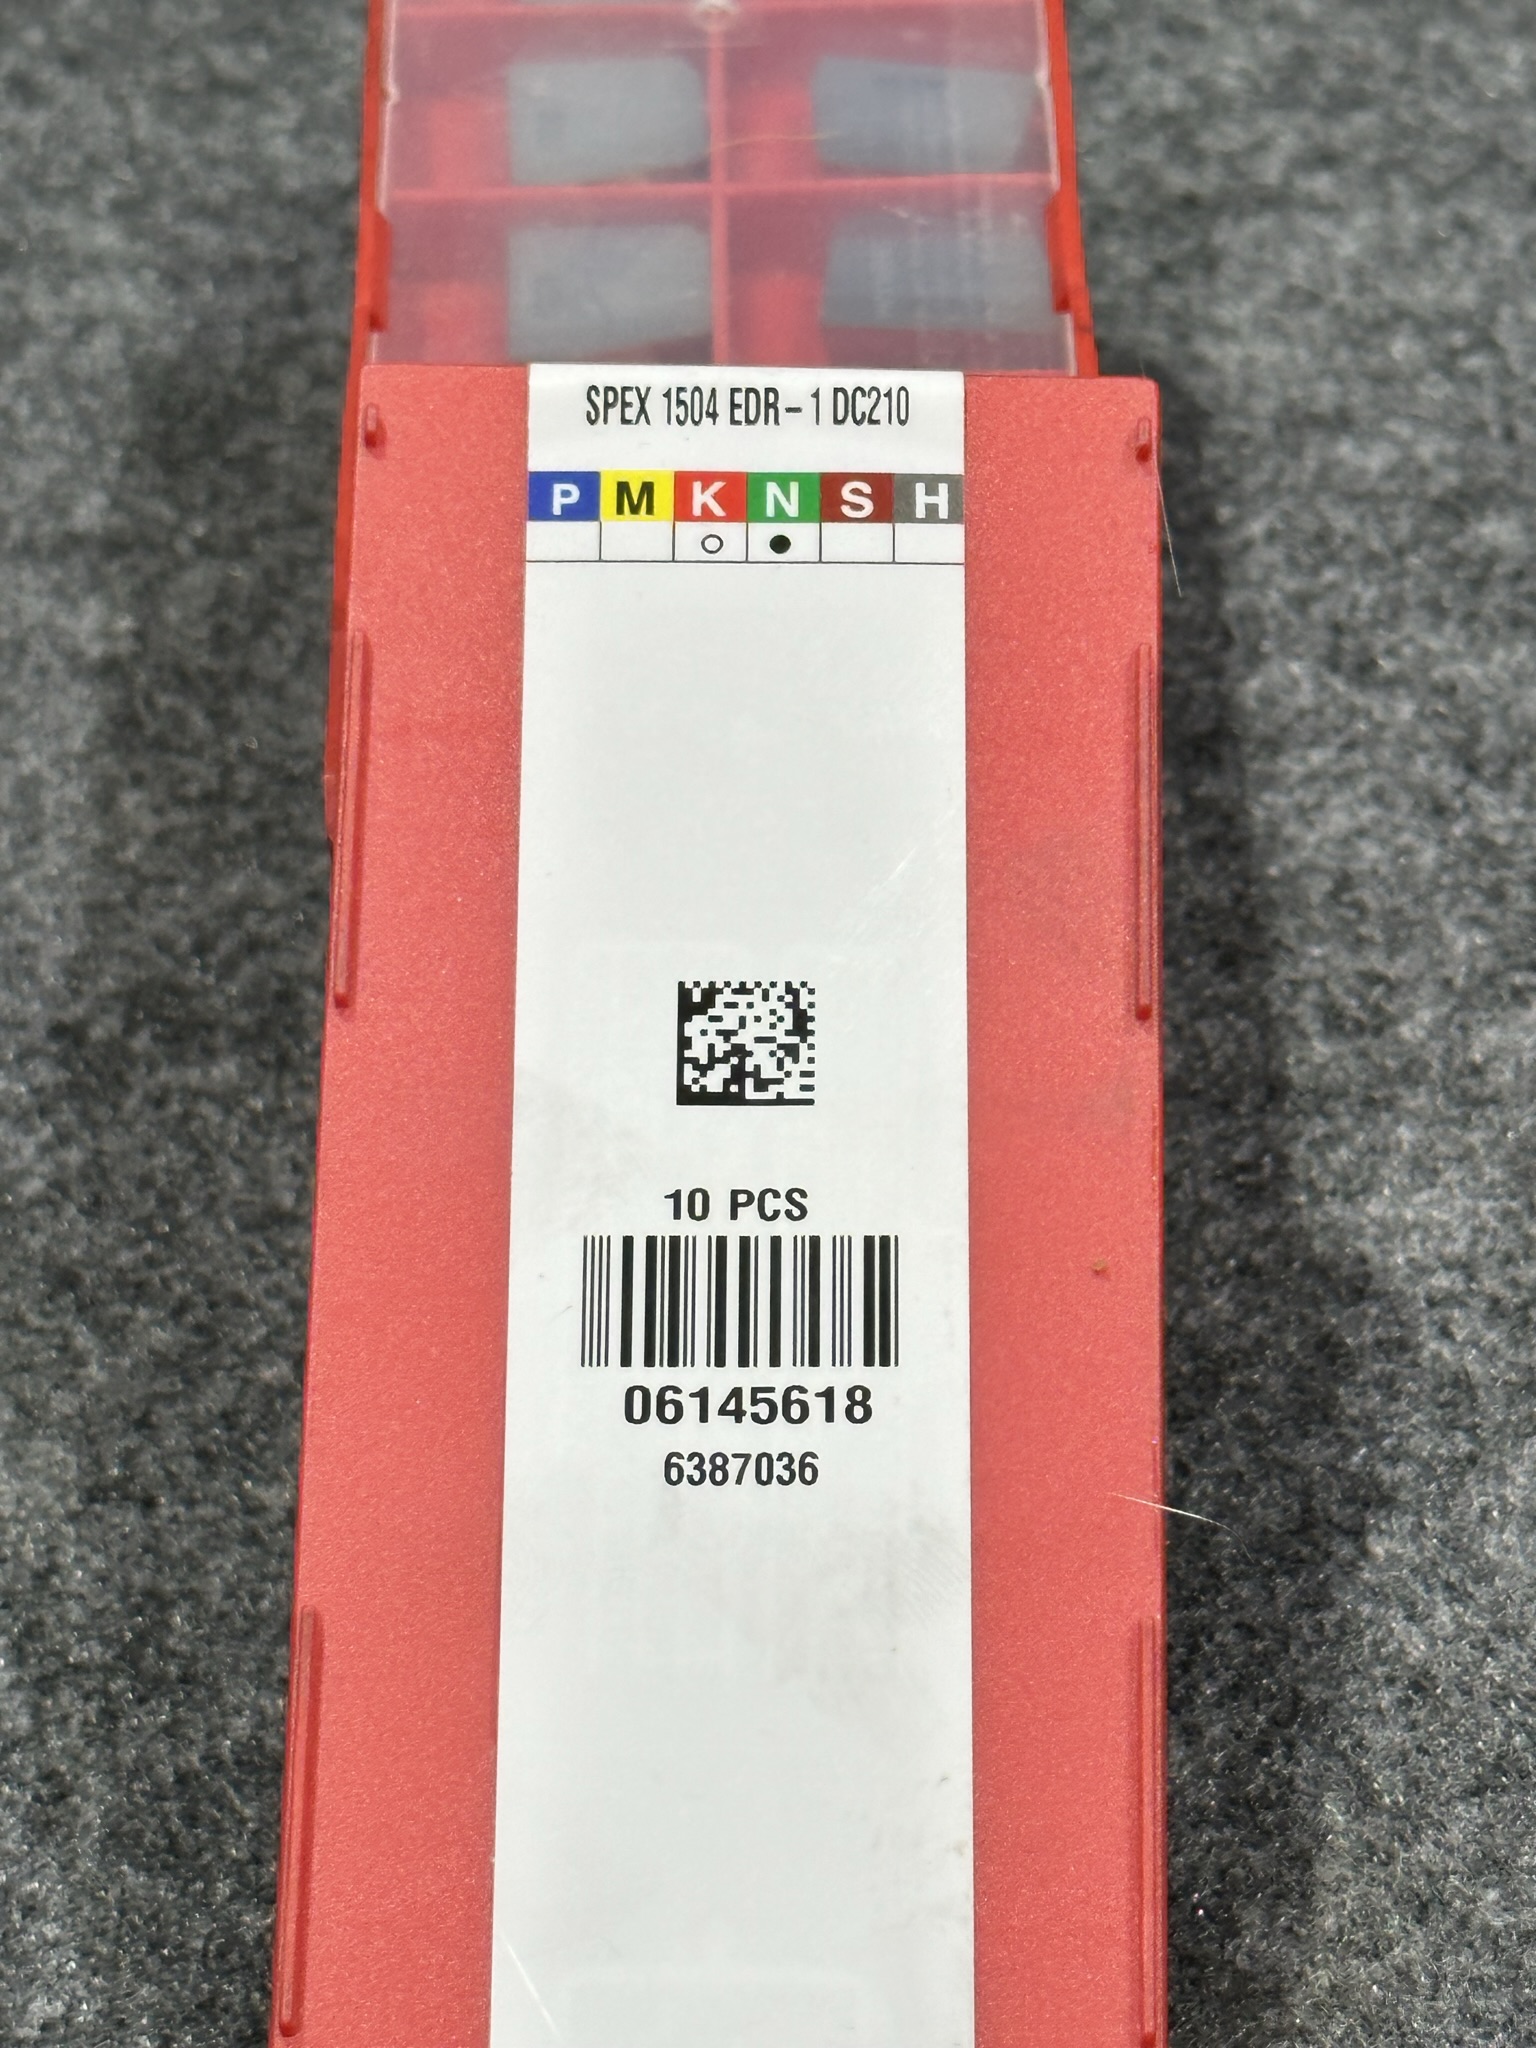 SPEX 1504 EDR-1 DC210
P M K N S H
10 PCS
06145618
6387036